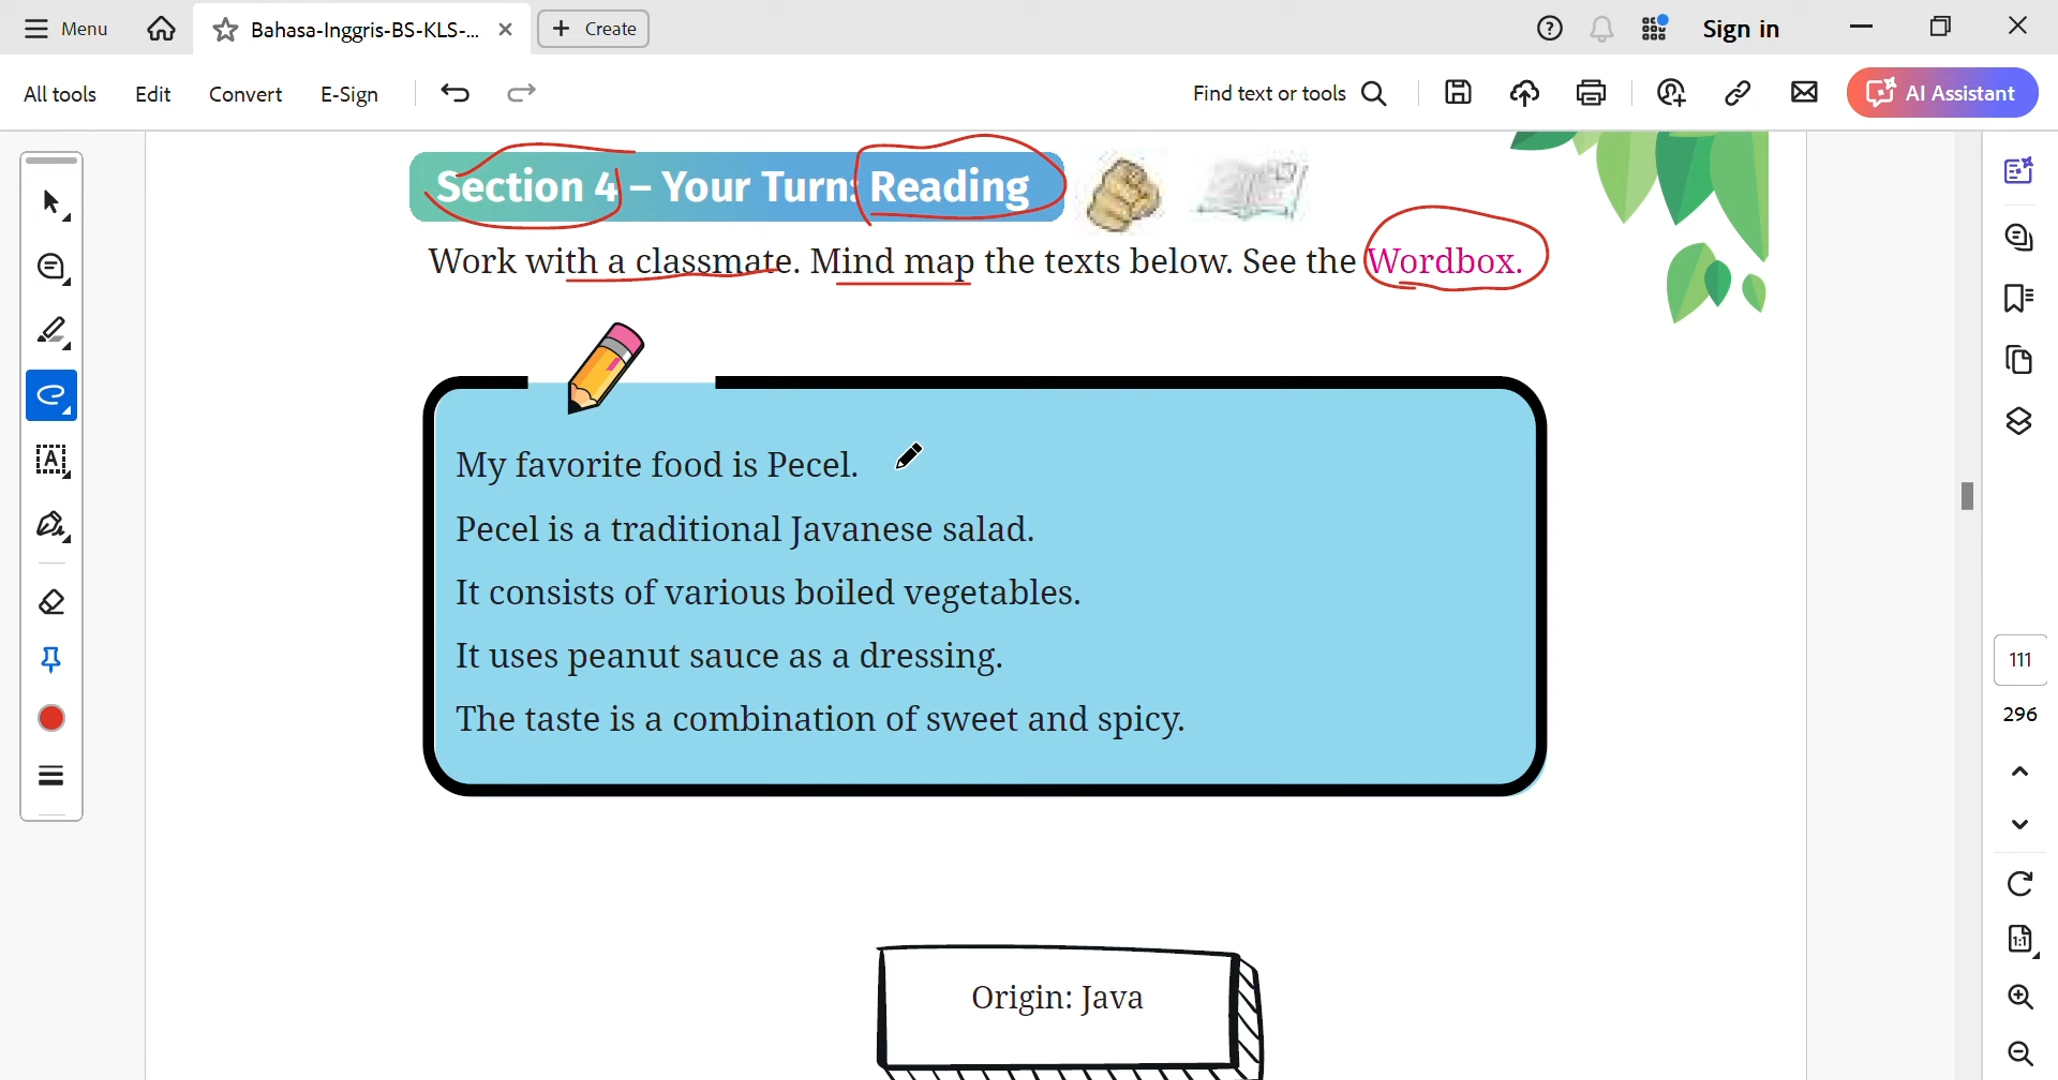 Menu
Bahasa-Inggris-BS-KLS-...
Create
Sign in
All tools
Edit
Convert
E-Sign
Find text or tools
AI Assistant
Section 4 – Your Turn: Reading
Work with a classmate. Mind map the texts below. See the Wordbox.
My favorite food is Pecel.
Pecel is a traditional Javanese salad.
It consists of various boiled vegetables.
It uses peanut sauce as a dressing.
The taste is a combination of sweet and spicy.
Origin: Java
111
296
1:1